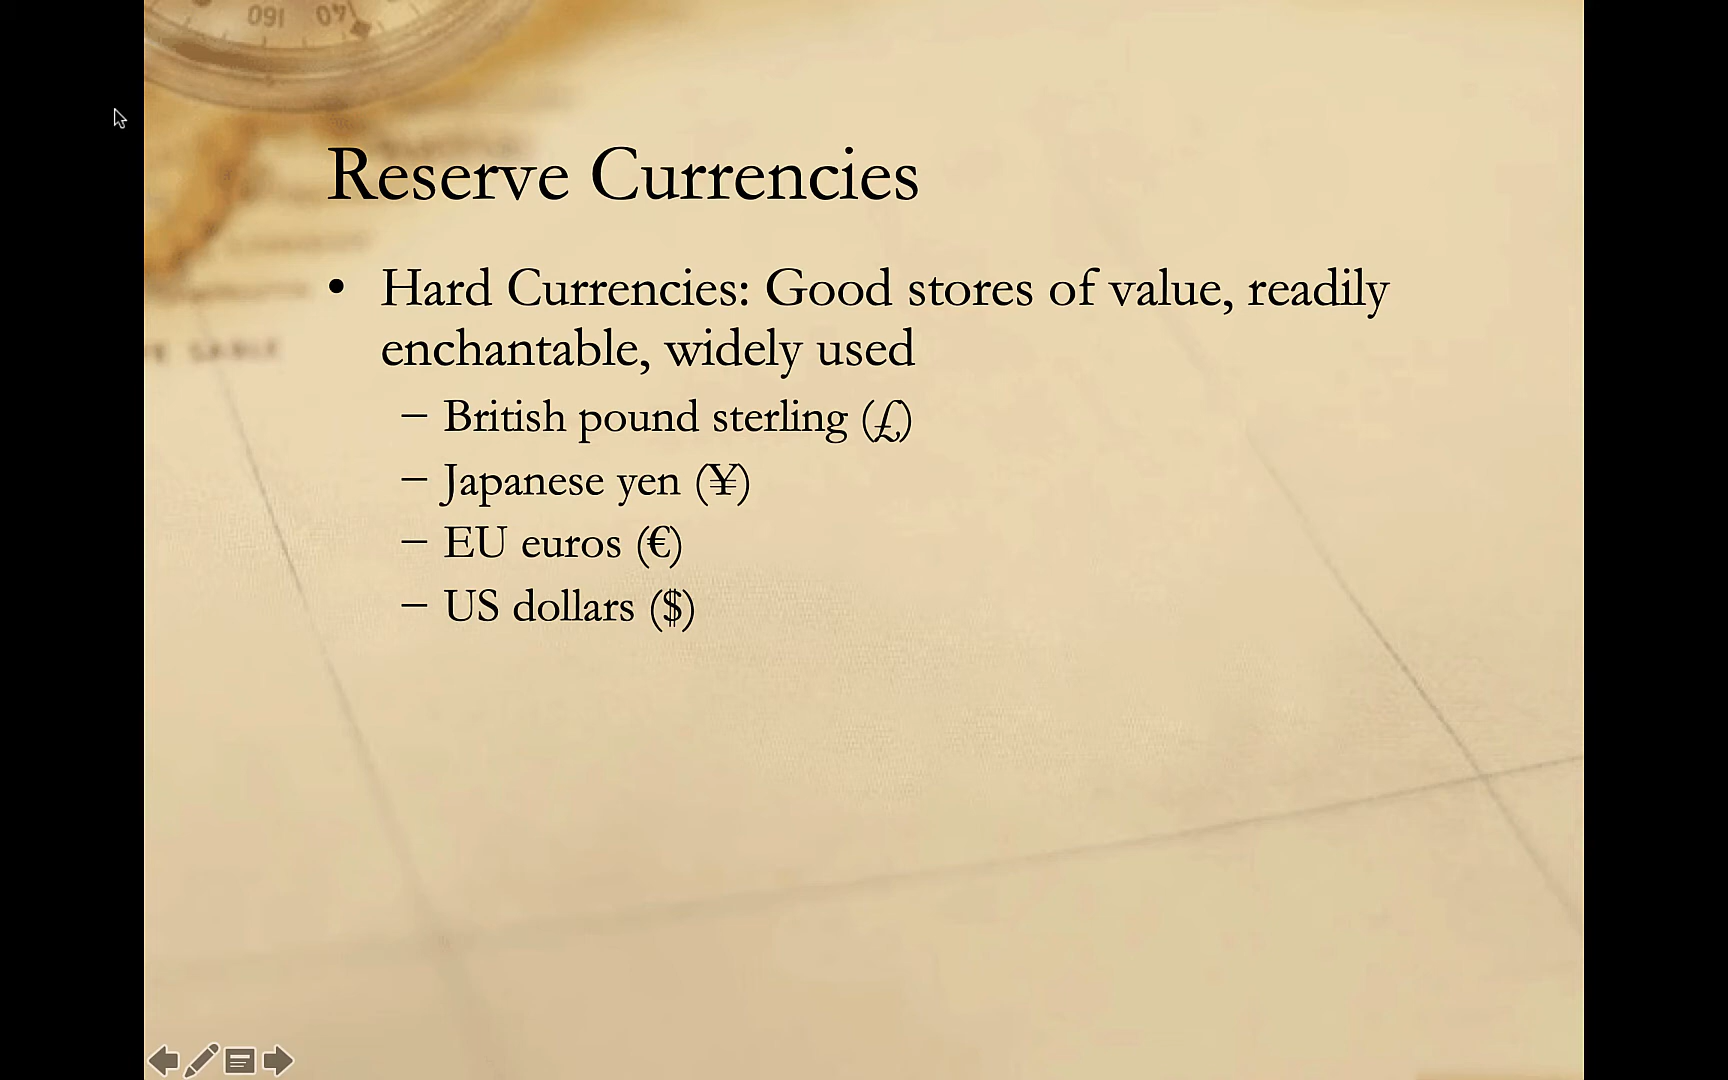 Reserve Currencies
• Hard Currencies: Good stores of value, readily
enchantable, widely used
– British pound sterling (£)
– Japanese yen (¥)
– EU euros (€)
– US dollars ($)